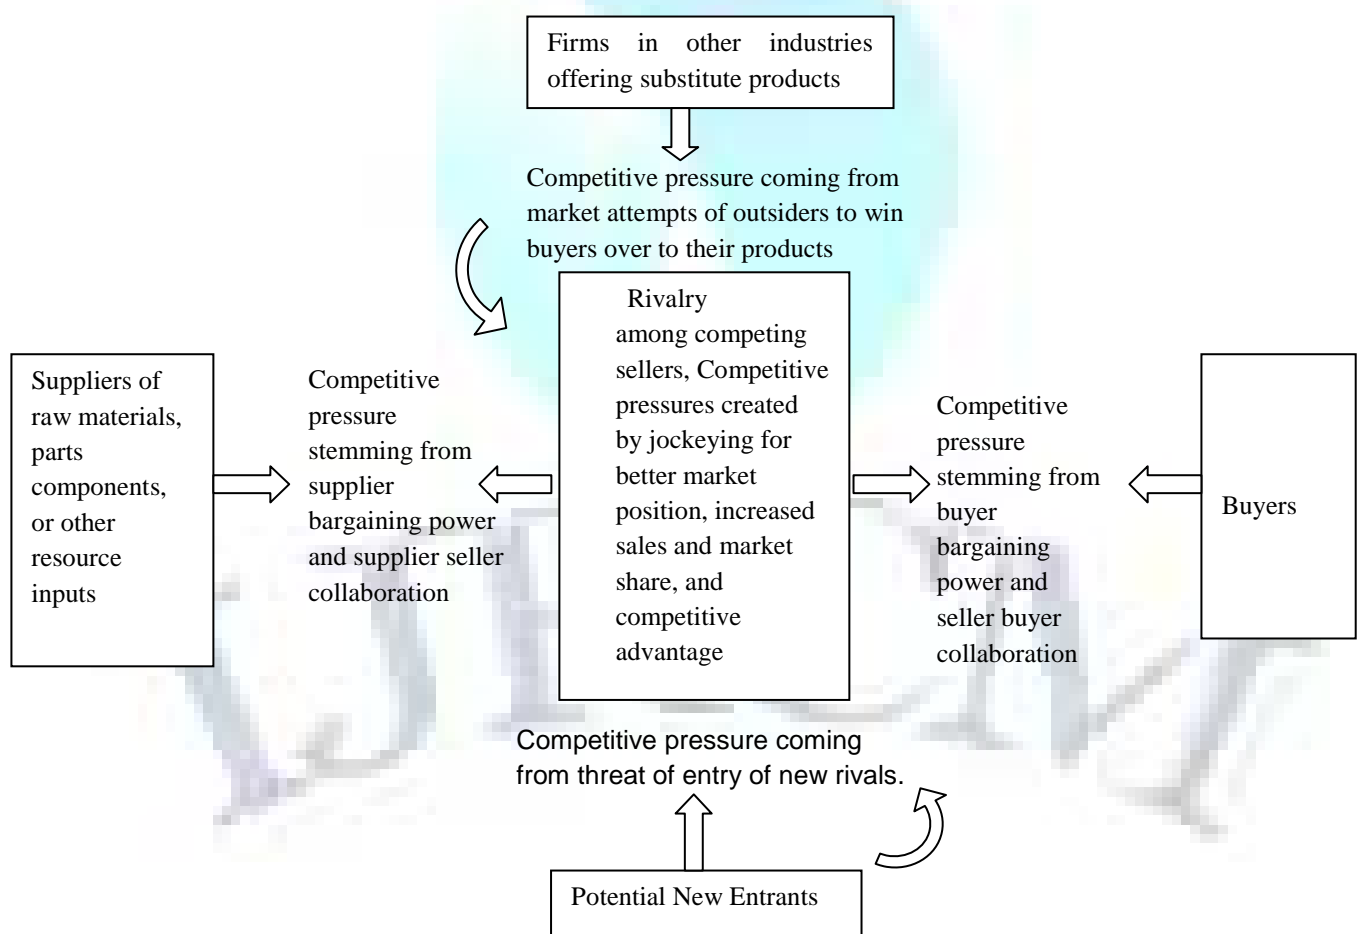 Firms in other industries
offering substitute products
Competitive pressure coming from
market attempts of outsiders to win
buyers over to their products
Suppliers of
raw materials,
parts
components,
or other
resource
inputs
Competitive
pressure
stemming from
supplier
bargaining power
and supplier seller
collaboration
Rivalry
among competing
sellers, Competitive
pressures created
by jockeying for
better market
position, increased
sales and market
share, and
competitive
advantage
Competitive
pressure
stemming from
buyer
bargaining
power and
seller buyer
collaboration
Buyers
Competitive pressure coming
from threat of entry of new rivals.
Potential New Entrants